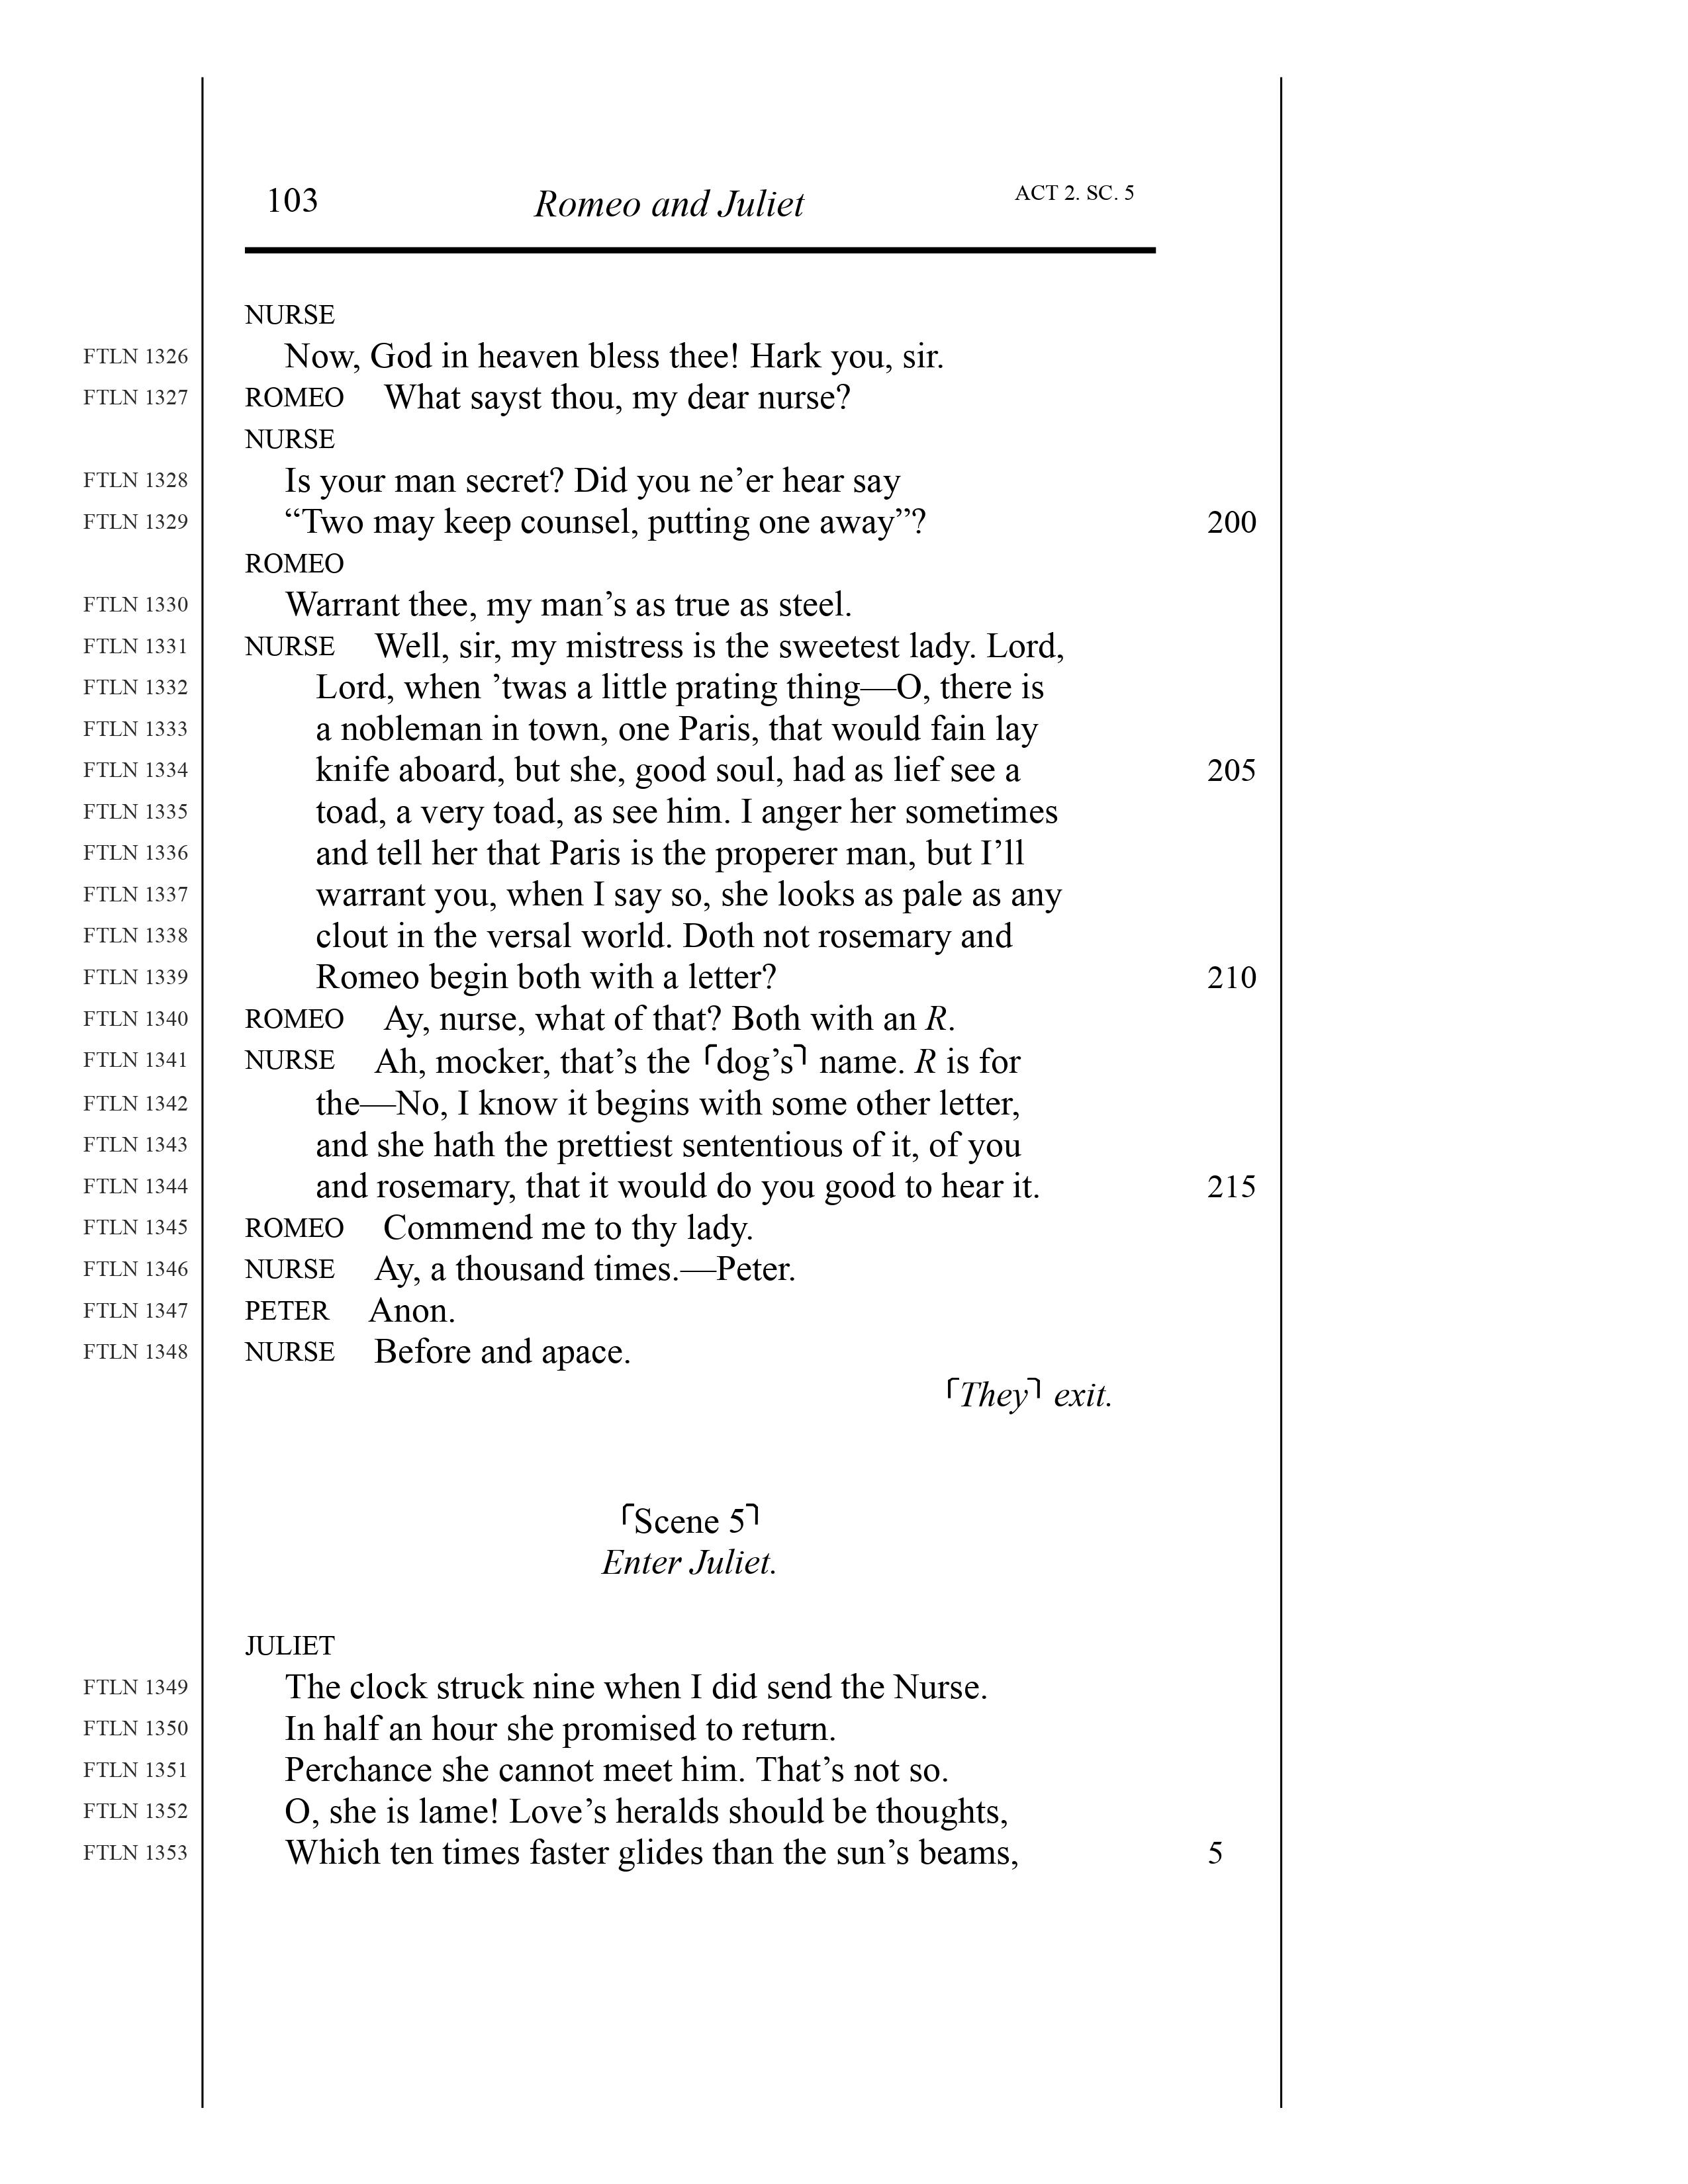 103 Romeo and Juliet ACT 2. SC. 5
NURSE
FTLN 1326 Now, God in heaven bless thee! Hark you, sir.
FTLN 1327 ROMEO What sayst thou, my dear nurse?
NURSE
FTLN 1328 Is your man secret? Did you ne’er hear say
FTLN 1329 “Two may keep counsel, putting one away”? 200
ROMEO
FTLN 1330 Warrant thee, my man’s as true as steel.
FTLN 1331 NURSE Well, sir, my mistress is the sweetest lady. Lord,
FTLN 1332 Lord, when ’twas a little prating thing—O, there is
FTLN 1333 a nobleman in town, one Paris, that would fain lay
FTLN 1334 knife aboard, but she, good soul, had as lief see a 205
FTLN 1335 toad, a very toad, as see him. I anger her sometimes
FTLN 1336 and tell her that Paris is the properer man, but I’ll
FTLN 1337 warrant you, when I say so, she looks as pale as any
FTLN 1338 clout in the versal world. Doth not rosemary and
FTLN 1339 Romeo begin both with a letter? 210
FTLN 1340 ROMEO Ay, nurse, what of that? Both with an R.
FTLN 1341 NURSE Ah, mocker, that’s the ⌜dog’s⌝ name. R is for
FTLN 1342 the—No, I know it begins with some other letter,
FTLN 1343 and she hath the prettiest sententious of it, of you
FTLN 1344 and rosemary, that it would do you good to hear it. 215
FTLN 1345 ROMEO Commend me to thy lady.
FTLN 1346 NURSE Ay, a thousand times.—Peter.
FTLN 1347 PETER Anon.
FTLN 1348 NURSE Before and apace.
⌜They⌝ exit.
⌜Scene 5⌝
Enter Juliet.
JULIET
FTLN 1349 The clock struck nine when I did send the Nurse.
FTLN 1350 In half an hour she promised to return.
FTLN 1351 Perchance she cannot meet him. That’s not so.
FTLN 1352 O, she is lame! Love’s heralds should be thoughts,
FTLN 1353 Which ten times faster glides than the sun’s beams, 5